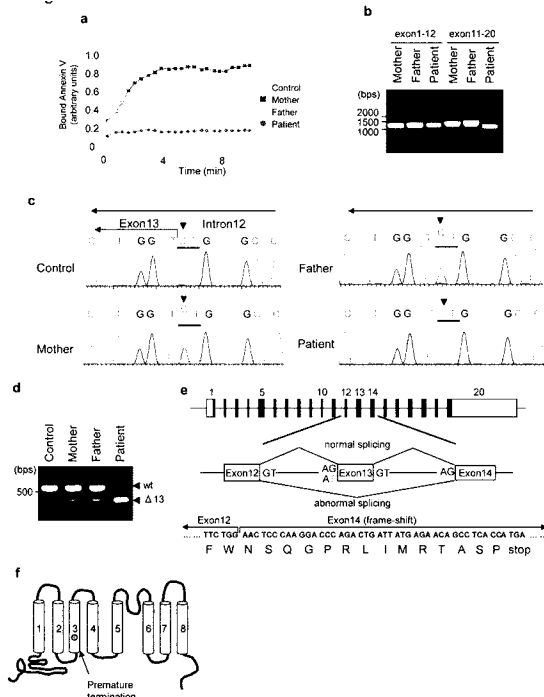 a
1.0
0.8
0.6
0.4
0.2
0
Bound Annexin V
(arbitrary units)
0
4
8
Time (min)
Control
Mother
Father
Patient
b
exon1-12 exon11-20
Mother
Father
Patient
Mother
Father
Patient
(bps)
2000
1500
1000
c
Exon13 Intron12
G G G G
Control
G G G G
Father
G G G G
Mother
G G G G
Patient
d
Control
Mother
Father
Patient
(bps)
500
wt
Δ 13
e
1 5 10 12 13 14 20
normal splicing
Exon12 GT AG Exon13 GT AG Exon14
A
abnormal splicing
Exon12 Exon14 (frame-shift)
...... TTC TGG AAC TCC CAA GGA CCC AGA CTG ATT ATG AGA ACA GCC TCA CCA TGA ......
F W N S Q G P R L I M R T A S P stop
f
1 2 3 4 5 6 7 8
Premature
termination